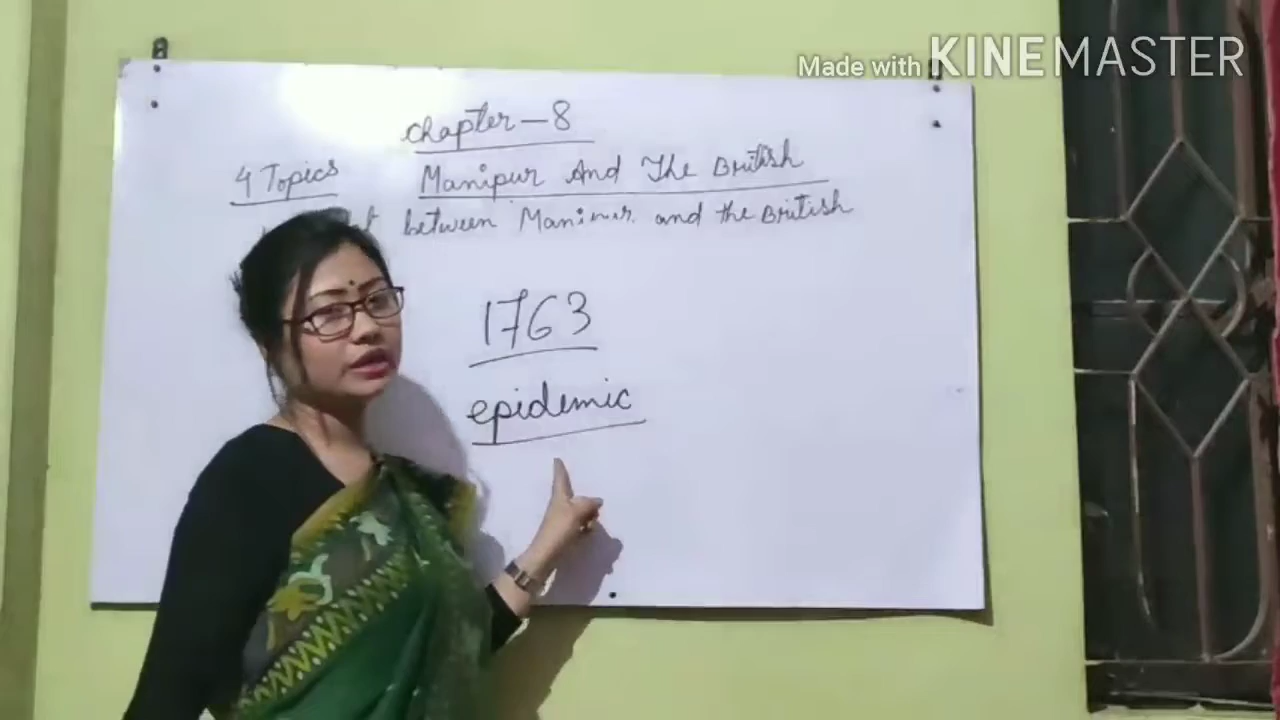 Made with KINEMASTER
Chapter – 8
4 Topics Manipur And The British
between Manipur and the British
1763
epidemic